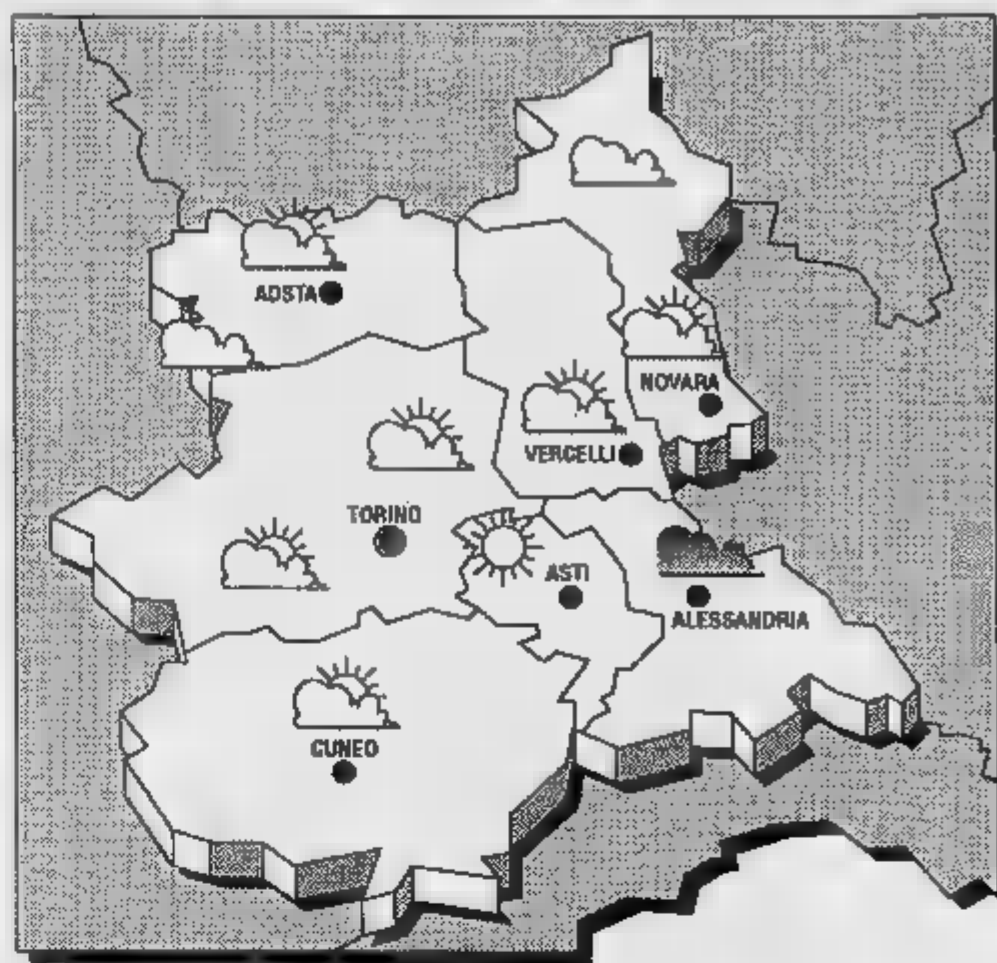 AOSTA
NOVARA
VERCELLI
TORINO
ASTI
ALESSANDRIA
CUNEO